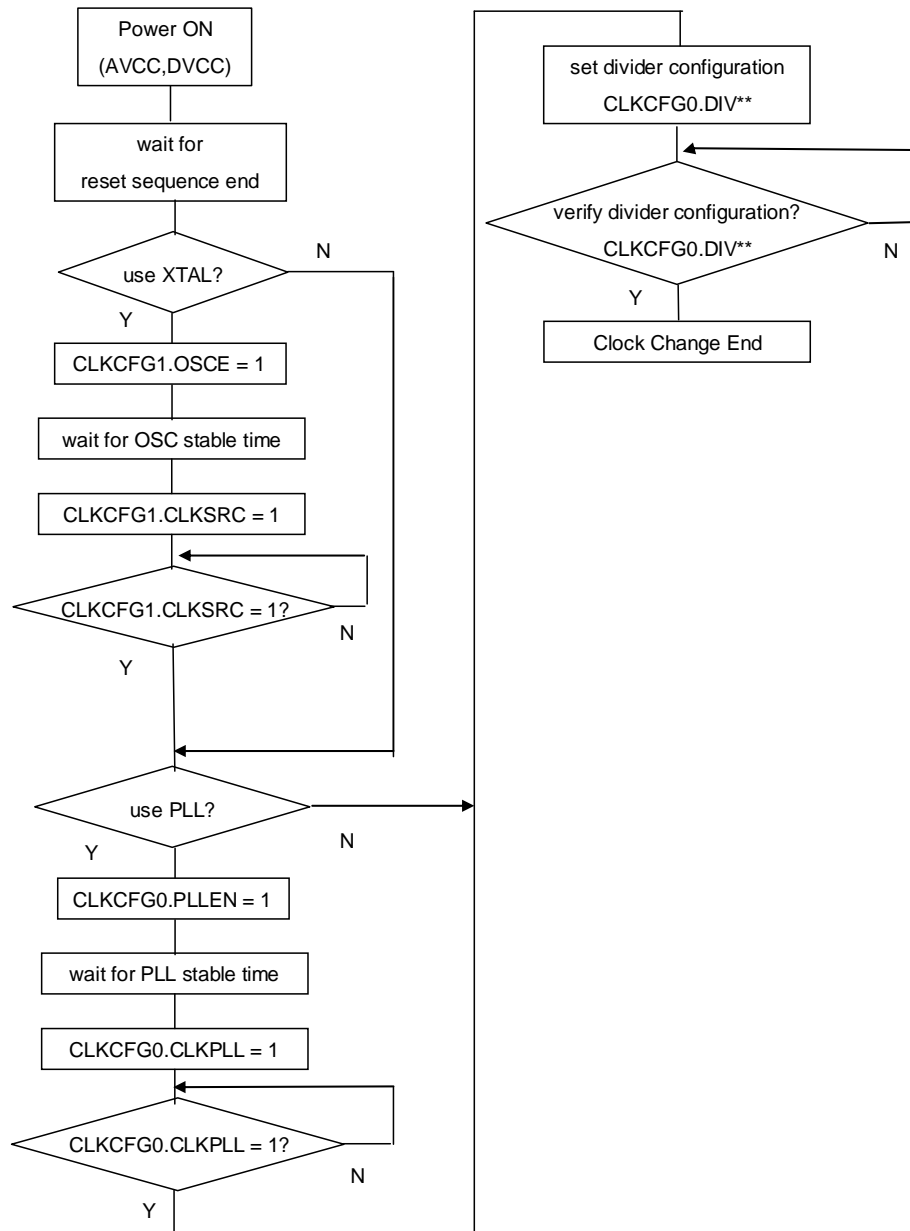 Power ON
(AVCC,DVCC)
wait for
reset sequence end
use XTAL?
N
Y
CLKCFG1.OSCE = 1
wait for OSC stable time
CLKCFG1.CLKSRC = 1
CLKCFG1.CLKSRC = 1?
N
Y
use PLL?
N
Y
CLKCFG0.PLLEN = 1
wait for PLL stable time
CLKCFG0.CLKPLL = 1
CLKCFG0.CLKPLL = 1?
N
Y
set divider configuration
CLKCFG0.DIV**
verify divider configuration?
CLKCFG0.DIV**
N
Y
Clock Change End